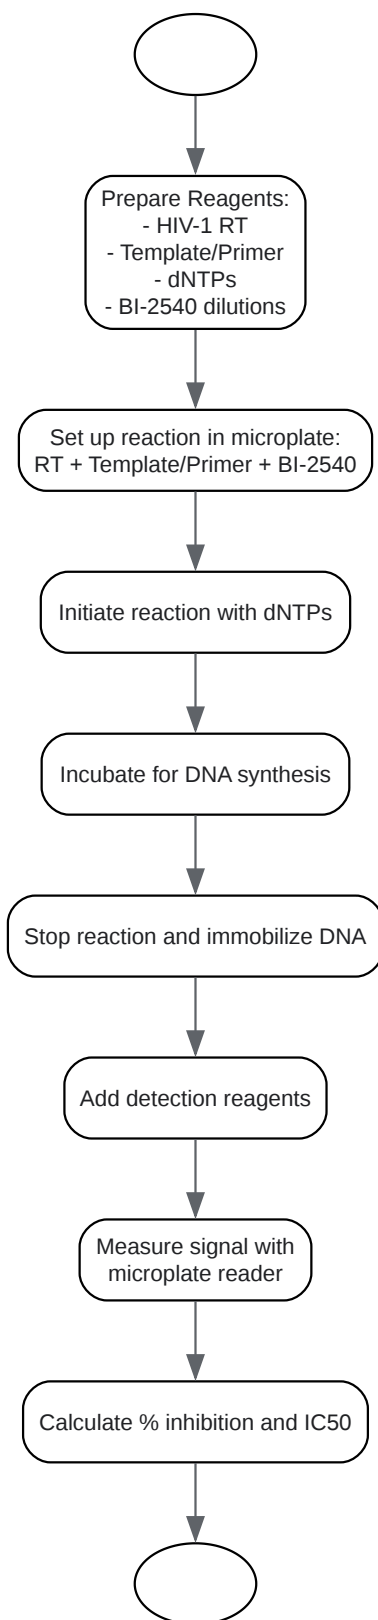 Prepare Reagents:
- HIV-1 RT
- Template/Primer
- dNTPs
- BI-2540 dilutions
Set up reaction in microplate:
RT + Template/Primer + BI-2540
Initiate reaction with dNTPs
Incubate for DNA synthesis
Stop reaction and immobilize DNA
Add detection reagents
Measure signal with
microplate reader
Calculate % inhibition and IC50